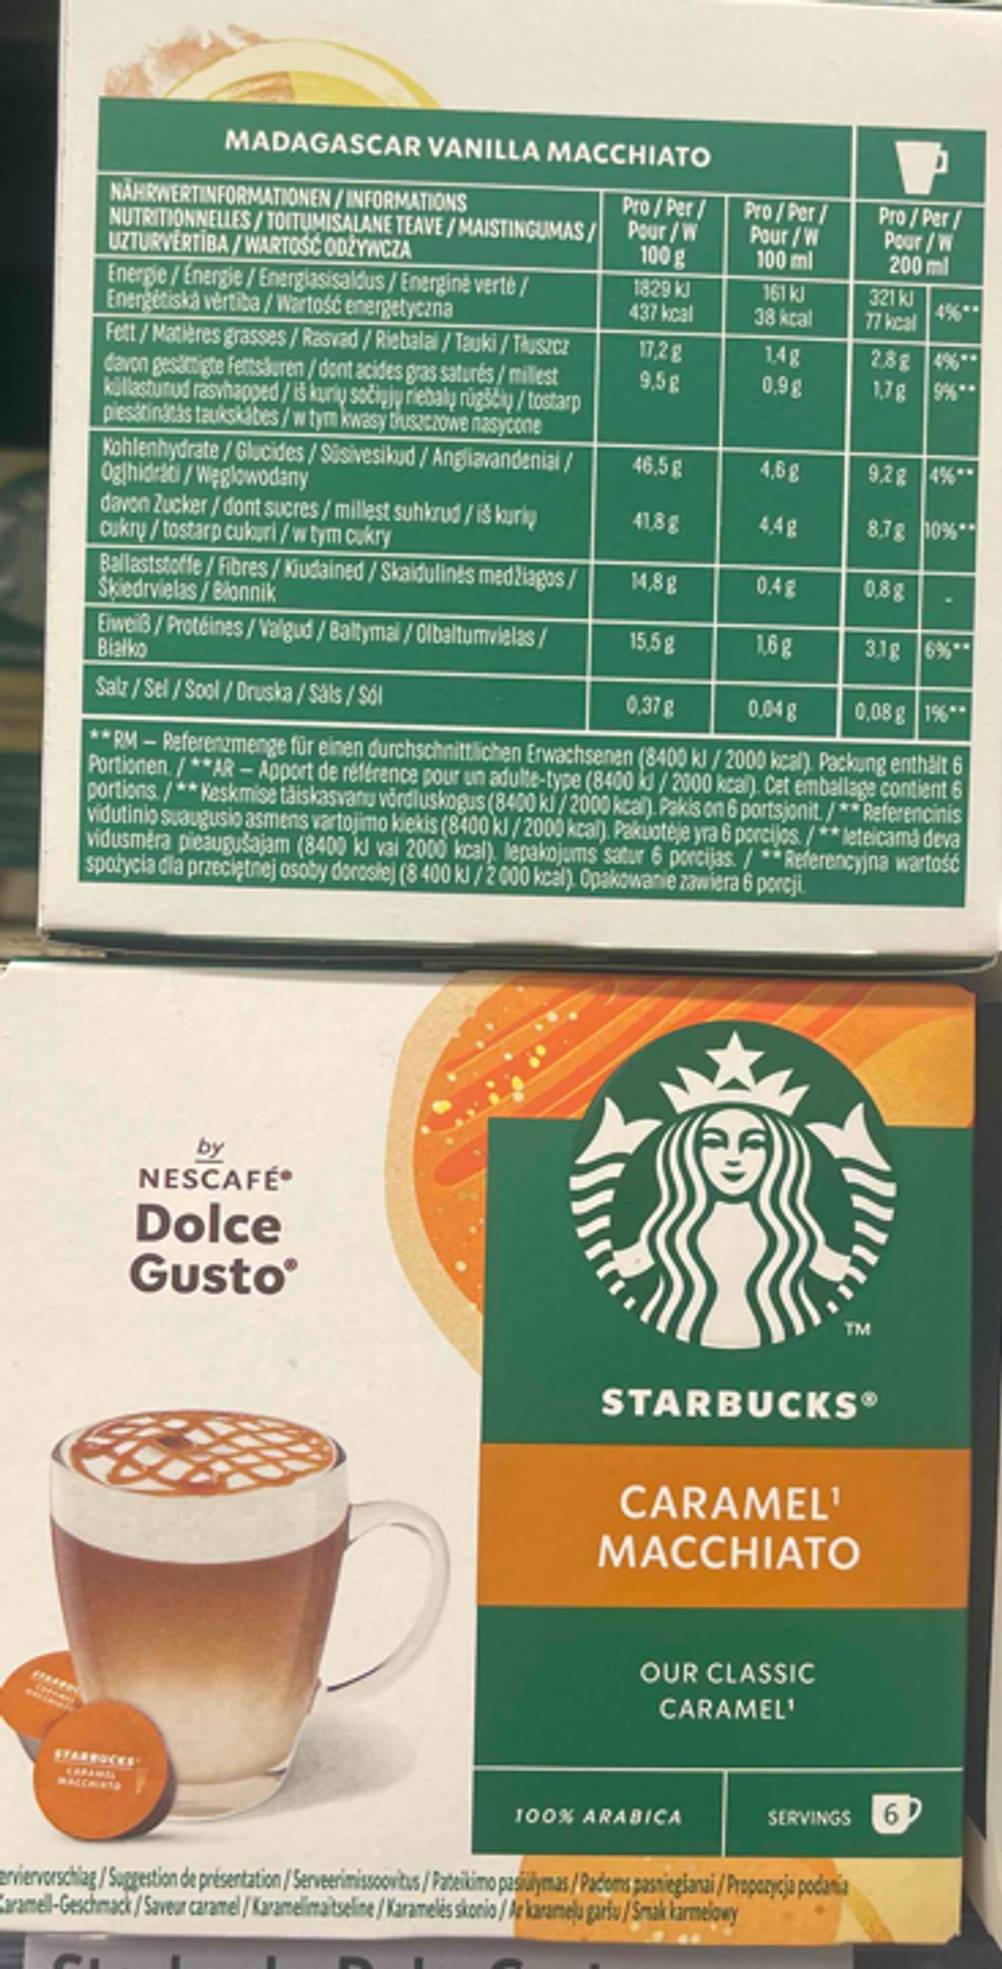 MADAGASCAR VANILLA MACCHIATO
NÄHRWERTINFORMATIONEN / INFORMATIONS
NUTRITIONNELLES / TOITUMISALANE TEAVE / MAISTINGUMAS /
UZTURVĒRTĪBA / WARTOŚĆ ODŻYWCZA
Pro / Per /
Pour / W
100 g
Pro / Per /
Pour / W
100 ml
Pro / Per /
Pour / W
200 ml
Energie / Énergie / Energiasisaldus / Energinė vertė /
Enerģētiskā vērtība / Wartość energetyczna
1829 kJ
437 kcal
161 kJ
38 kcal
321 kJ
77 kcal
4%**
Fett / Matières grasses / Rasvad / Riebalai / Tauki / Tłuszcz
17,2 g
1,4 g
2,8 g
4%**
davon gesättigte Fettsäuren / dont acides gras saturés / millest
küllastunud rasvhapped / iš kurių sočiųjų riebalų rūgščių / tostarp
piesātinātās taukskābes / w tym kwasy tłuszczowe nasycone
9,5 g
0,9 g
1,7 g
9%**
Kohlenhydrate / Glucides / Süsivesikud / Angliavandeniai /
Ogļhidrāti / Węglowodany
46,5 g
4,6 g
9,2 g
4%**
davon Zucker / dont sucres / millest suhkrud / iš kurių
cukrų / tostarp cukuri / w tym cukry
41,8 g
4,4 g
8,7 g
10%**
Ballaststoffe / Fibres / Kiudained / Skaidulinės medžiagos /
Šķiedrvielas / Błonnik
14,8 g
0,4 g
0,8 g
-
Eiweiß / Protéines / Valgud / Baltymai / Olbaltumvielas /
Białko
15,5 g
1,6 g
3,1 g
6%**
Salz / Sel / Sool / Druska / Sāls / Sól
0,37 g
0,04 g
0,08 g
1%**
**RM – Referenzmenge für einen durchschnittlichen Erwachsenen (8400 kJ / 2000 kcal). Packung enthält 6
Portionen. / **AR – Apport de référence pour un adulte-type (8400 kJ / 2000 kcal). Cet emballage contient 6
portions. / **Keskmise täiskasvanu võrdluskogus (8400 kJ / 2000 kcal). Pakis on 6 portsjonit. / **Referencinis
vidutinio suaugusio asmens vartojimo kiekis (8400 kJ / 2000 kcal). Pakuotėje yra 6 porcijos. / **Ieteicamā deva
vidusmēra pieaugušajam (8400 kJ vai 2000 kcal). Iepakojums satur 6 porcijas. / **Referencyjna wartość
spożycia dla przeciętnej osoby dorosłej (8 400 kJ / 2 000 kcal). Opakowanie zawiera 6 porcji.
by
NESCAFÉ®
Dolce
Gusto®
TM
STARBUCKS®
CARAMEL¹
MACCHIATO
OUR CLASSIC
CARAMEL¹
100% ARABICA
SERVINGS 6
STARBUCKS
CARAMEL
MACCHIATO
erviervorschlag / Suggestion de présentation / Serveerimissoovitus / Pateikimo pasiūlymas / Padoms pasniegšanai / Propozycja podania
Caramell-Geschmack / Saveur caramel / Karamellimaitseline / Karamelės skonio / Ar karameļu garšu / Smak karmelowy